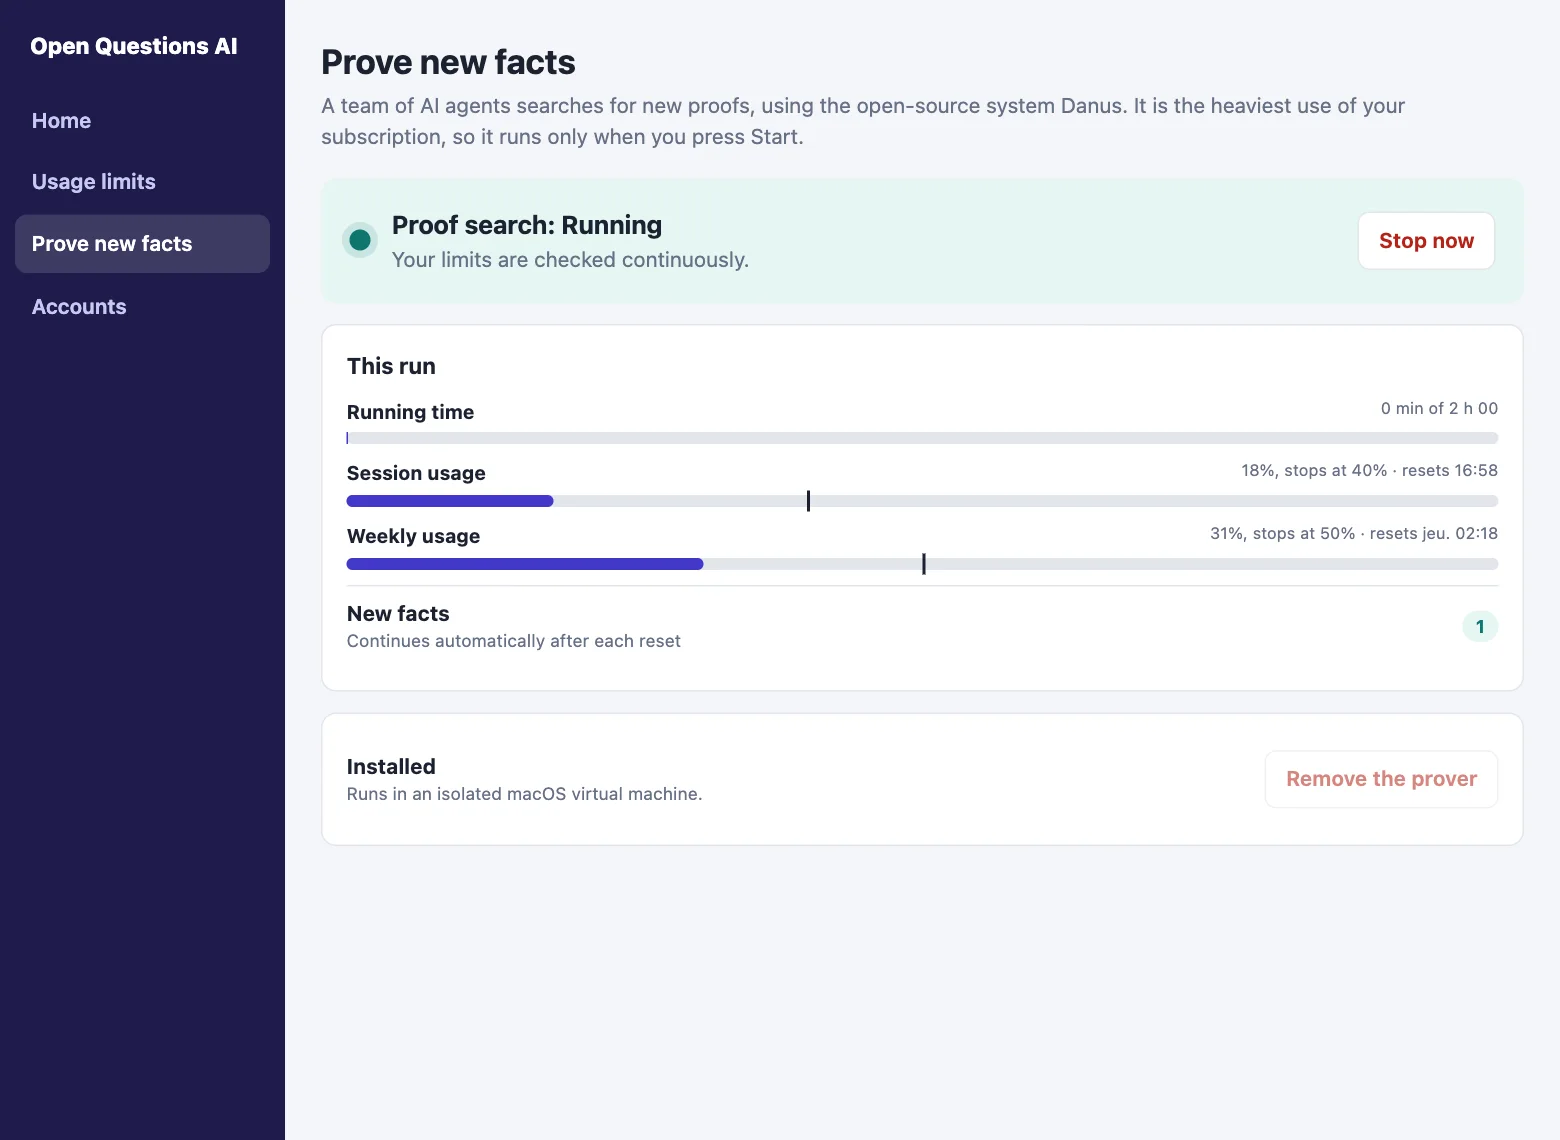 Open Questions AI
Home
Usage limits
Prove new facts
Accounts
Prove new facts
A team of AI agents searches for new proofs, using the open-source system Danus. It is the heaviest use of your
subscription, so it runs only when you press Start.
Proof search: Running
Your limits are checked continuously.
Stop now
This run
Running time
0 min of 2 h 00
Session usage
18%, stops at 40% · resets 16:58
Weekly usage
31%, stops at 50% · resets jeu. 02:18
New facts
Continues automatically after each reset
1
Installed
Runs in an isolated macOS virtual machine.
Remove the prover